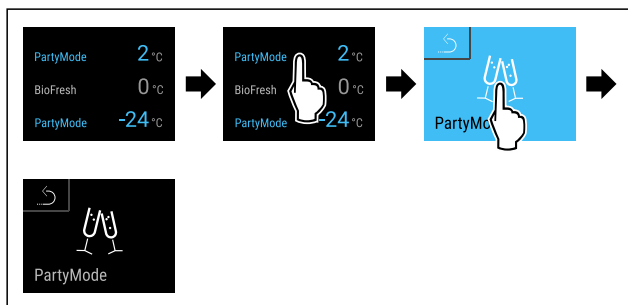 PartyMode 2 °C
BioFresh 0 °C
PartyMode -24 °C
PartyMode 2 °C
BioFresh 0 °C
PartyMode -24 °C
PartyMo
PartyMode